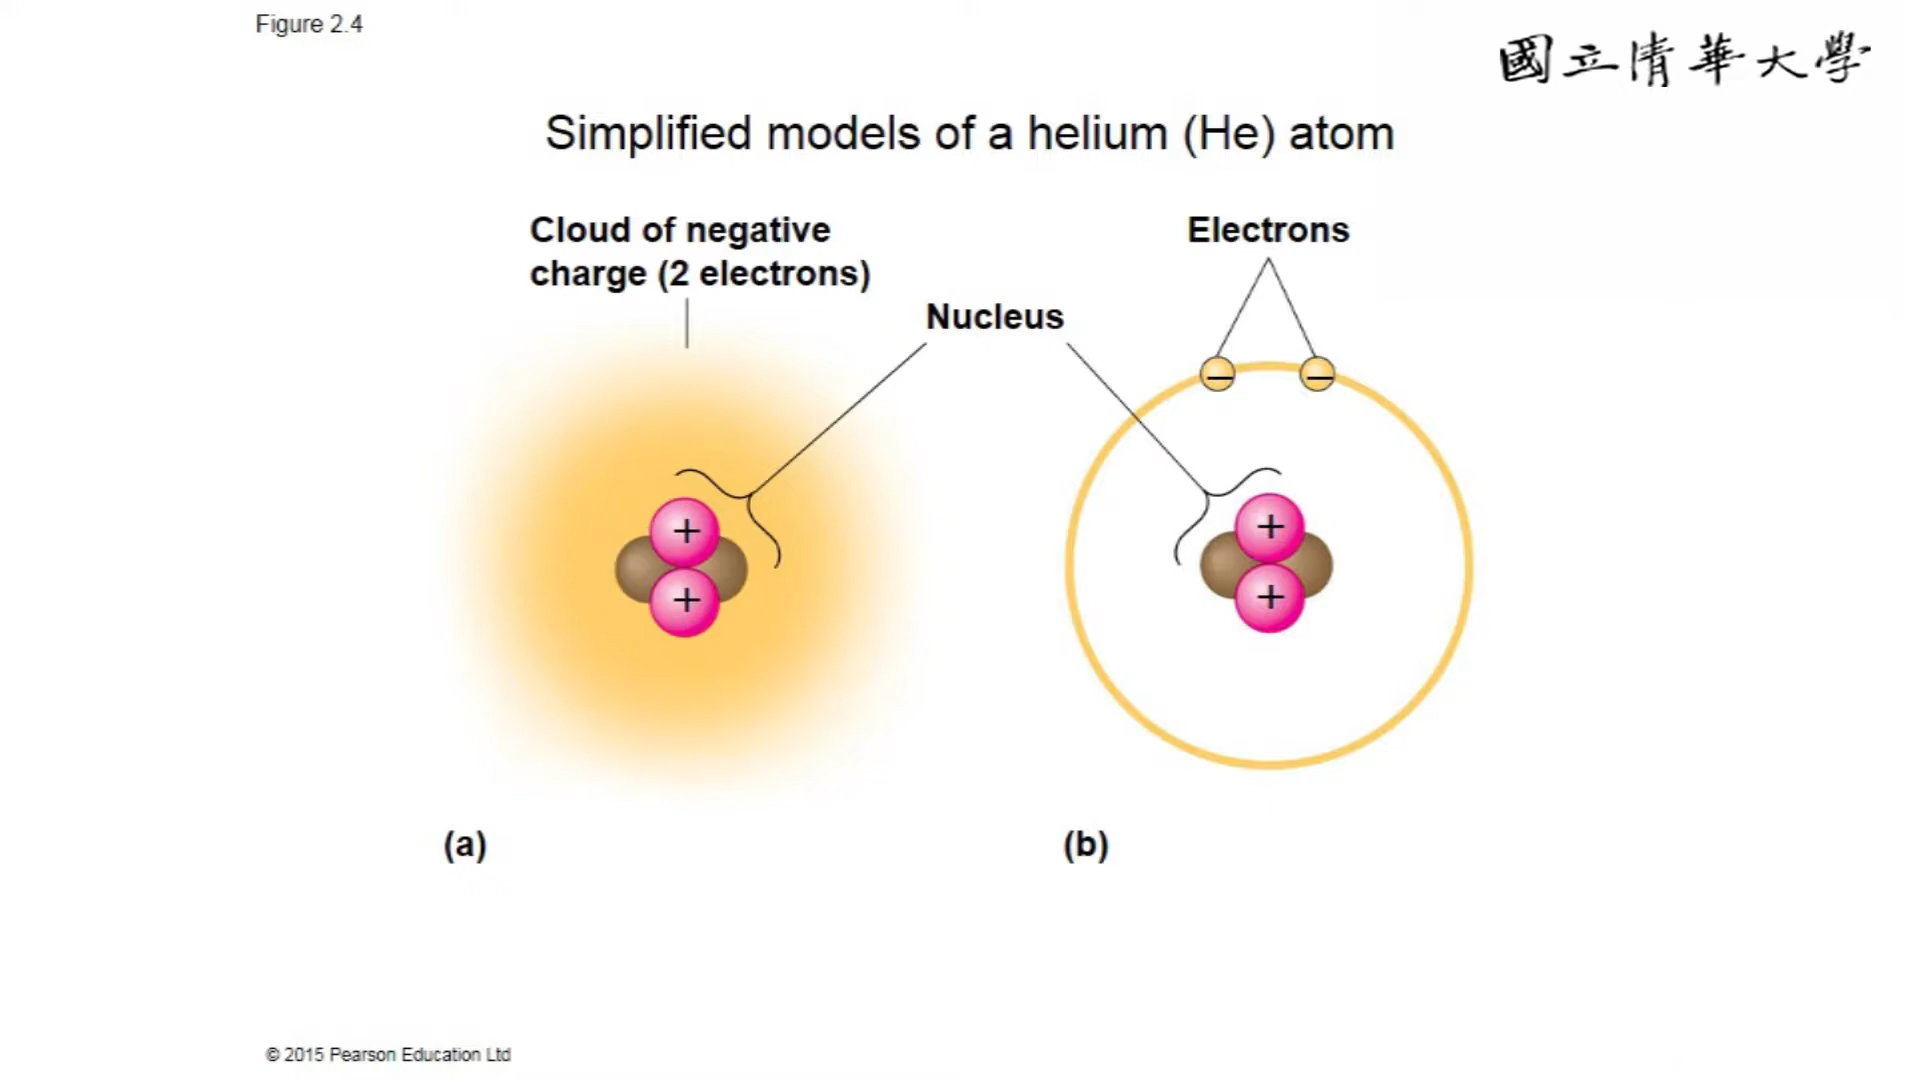 Figure 2.4
國立清華大學
Simplified models of a helium (He) atom
Cloud of negative
charge (2 electrons)
Nucleus
Electrons
+
+
−
−
+
+
(a)
(b)
© 2015 Pearson Education Ltd